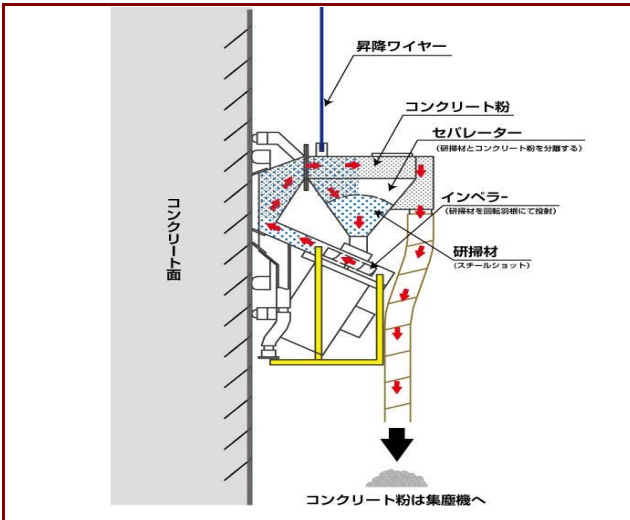 昇降ワイヤー
コンクリート粉
セパレーター
(研掃材とコンクリート粉を分離する)
インペラー
(研掃材を回転羽根にて投射)
研掃材
(スチールショット)
コンクリート面
コンクリート粉は集塵機へ